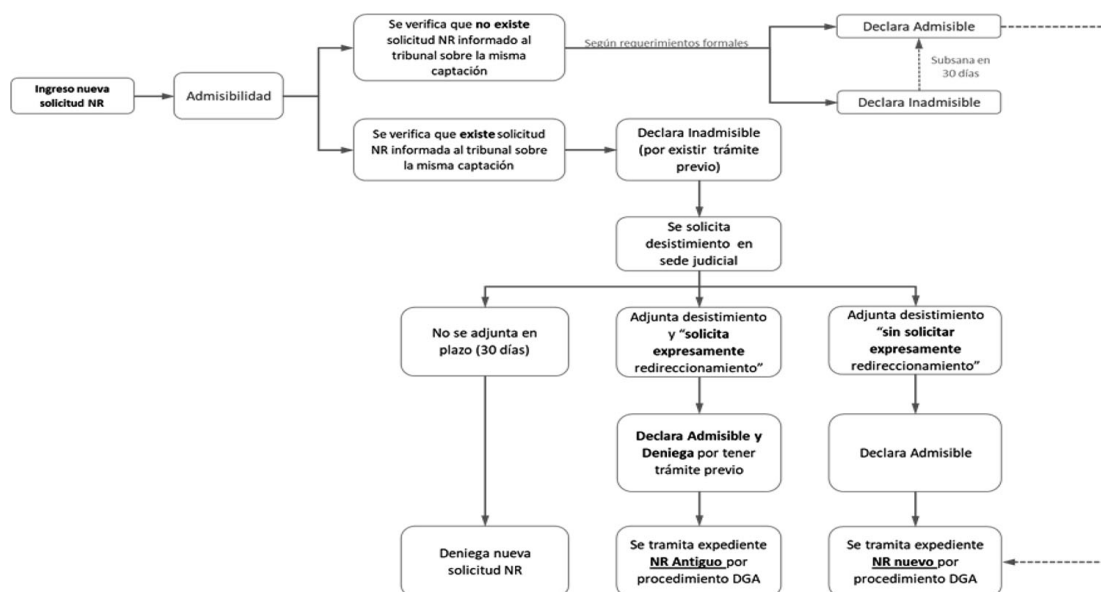 Ingreso nueva
solicitud NR
Admisibilidad
Se verifica que no existe
solicitud NR informado al
tribunal sobre la misma
captación
Según requerimientos formales
Declara Admisible
Subsana en
30 días
Declara Inadmisible
Se verifica que existe solicitud
NR informada al tribunal sobre
la misma captación
Declara Inadmisible
(por existir trámite
previo)
Se solicita
desistimiento en
sede judicial
No se adjunta en
plazo (30 días)
Adjunta desistimiento
y “solicita
expresamente
redireccionamiento”
Adjunta desistimiento
“sin solicitar
expresamente
redireccionamiento”
Declara Admisible y
Deniega por tener
trámite previo
Declara Admisible
Deniega nueva
solicitud NR
Se tramita expediente
NR Antiguo por
procedimiento DGA
Se tramita expediente
NR nuevo por
procedimiento DGA